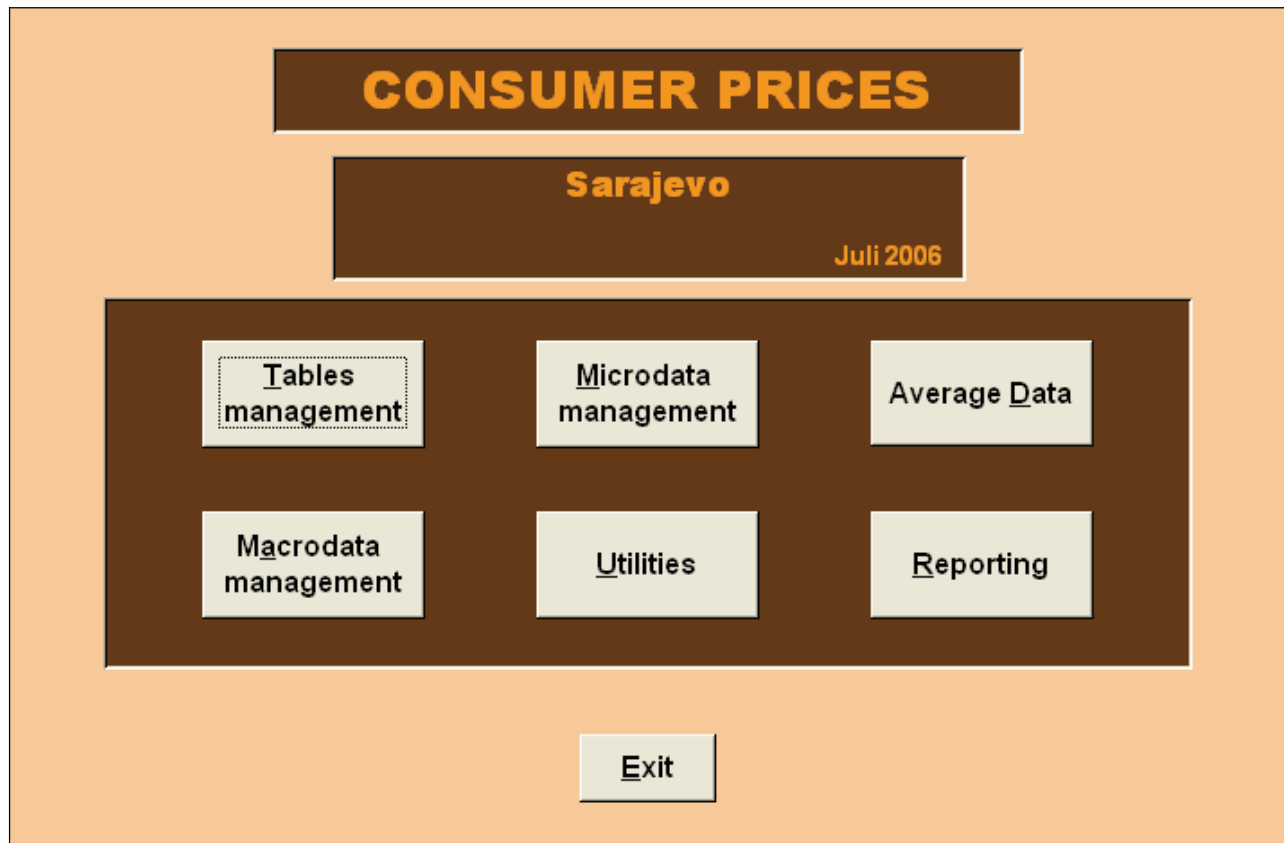 CONSUMER PRICES
Sarajevo
Juli 2006
Tables
management
Microdata
management
Average Data
Macrodata
management
Utilities
Reporting
Exit